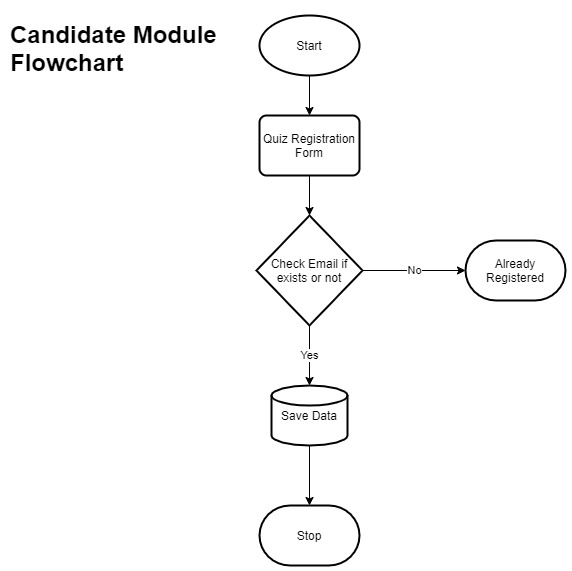 Candidate Module
Flowchart
Start
Quiz Registration
Form
Check Email if
exists or not
No
Already
Registered
Yes
Save Data
Stop